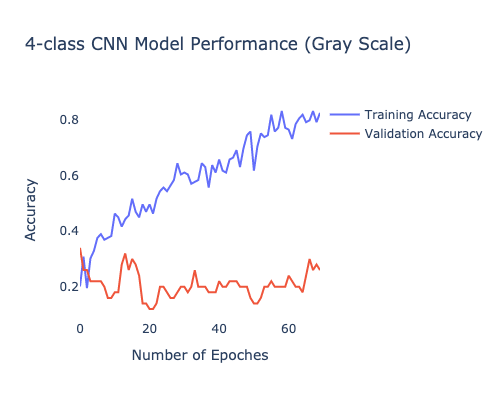 4-class CNN Model Performance (Gray Scale)
Training Accuracy
Validation Accuracy
0.8
0.6
0.4
0.2
Accuracy
0 20 40 60
Number of Epoches